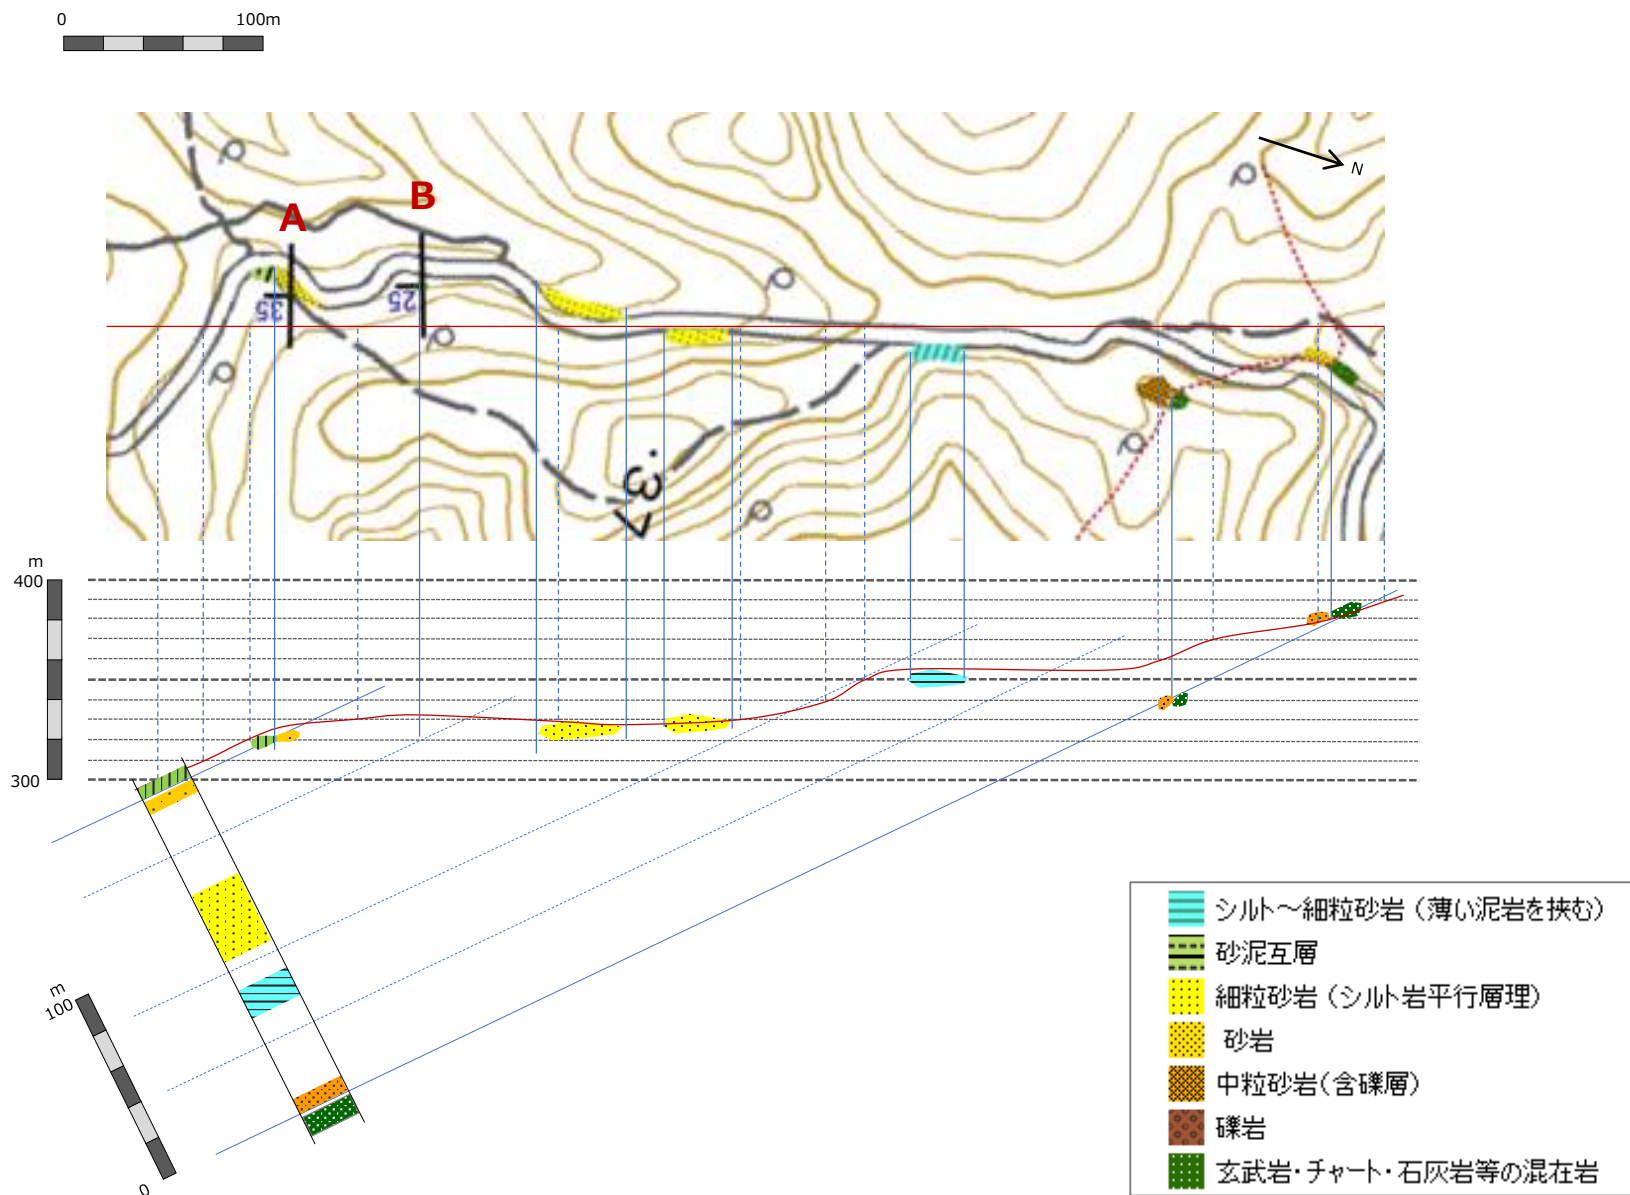 0 100m
N
B
A
35
25
.37
m
400
300
m
100
0
シルト～細粒砂岩（薄い泥岩を挟む）
砂泥互層
細粒砂岩（シルト岩平行層理）
砂岩
中粒砂岩(含礫層)
礫岩
玄武岩・チャート・石灰岩等の混在岩